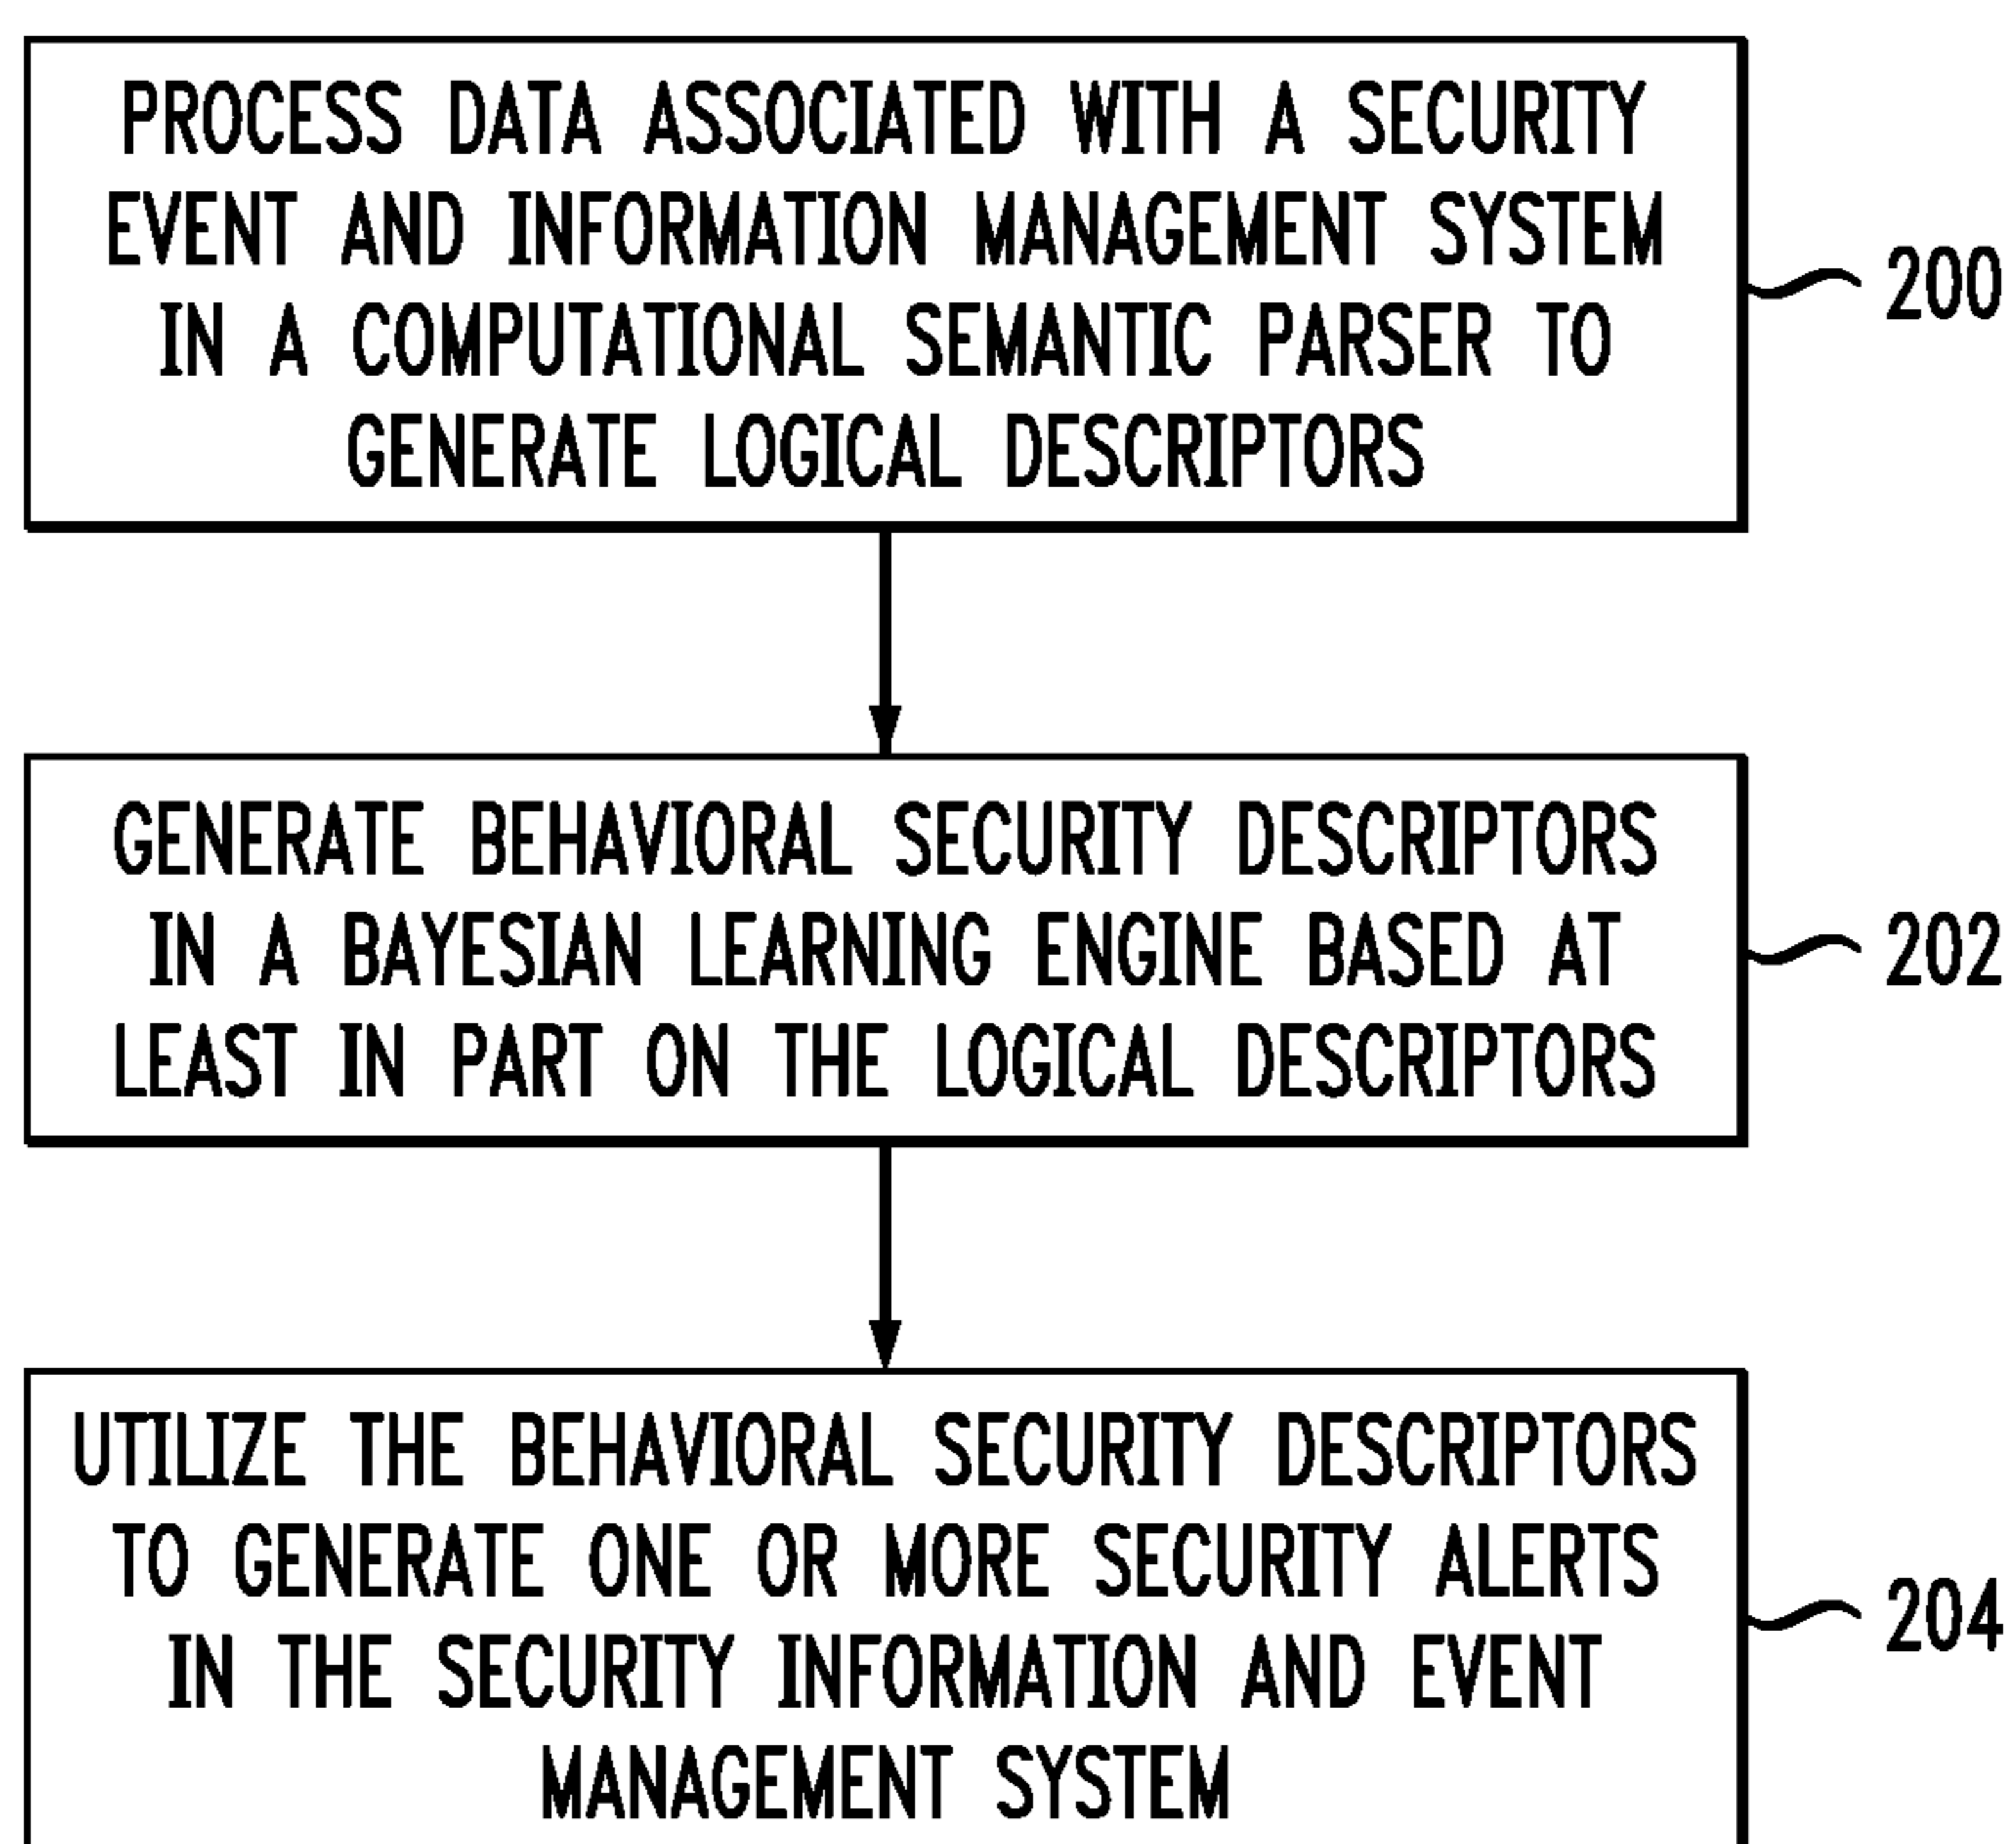 PROCESS DATA ASSOCIATED WITH A SECURITY
EVENT AND INFORMATION MANAGEMENT SYSTEM
IN A COMPUTATIONAL SEMANTIC PARSER TO
GENERATE LOGICAL DESCRIPTORS
200
GENERATE BEHAVIORAL SECURITY DESCRIPTORS
IN A BAYESIAN LEARNING ENGINE BASED AT
LEAST IN PART ON THE LOGICAL DESCRIPTORS
202
UTILIZE THE BEHAVIORAL SECURITY DESCRIPTORS
TO GENERATE ONE OR MORE SECURITY ALERTS
IN THE SECURITY INFORMATION AND EVENT
MANAGEMENT SYSTEM
204